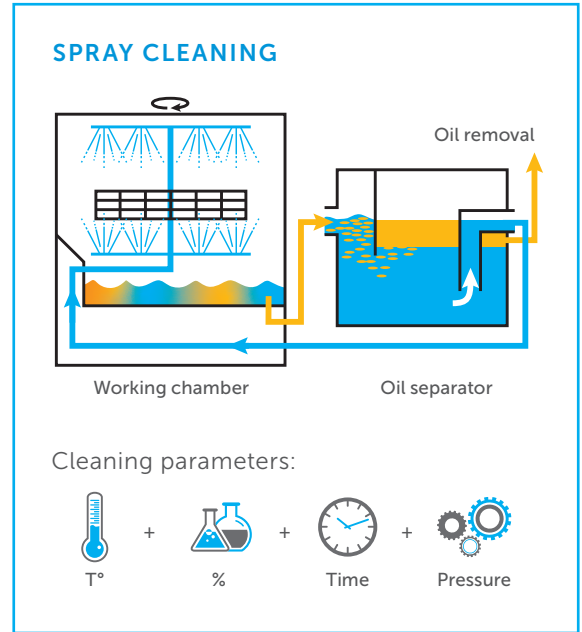 SPRAY CLEANING
Oil removal
Working chamber
Oil separator
Cleaning parameters:
T° + % + Time + Pressure